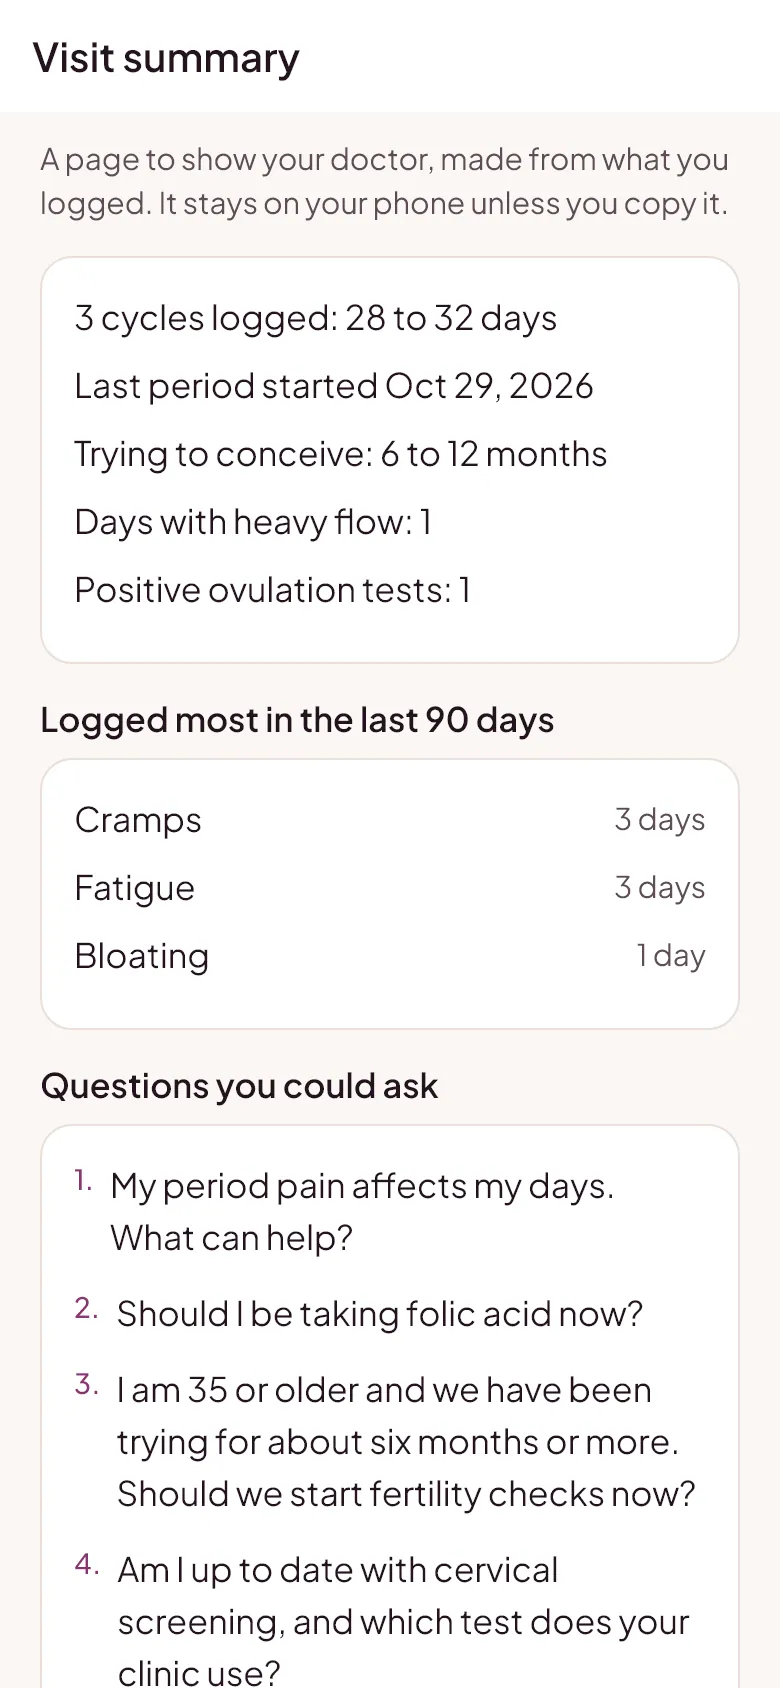 Visit summary
A page to show your doctor, made from what you
logged. It stays on your phone unless you copy it.
3 cycles logged: 28 to 32 days
Last period started Oct 29, 2026
Trying to conceive: 6 to 12 months
Days with heavy flow: 1
Positive ovulation tests: 1
Logged most in the last 90 days
Cramps 3 days
Fatigue 3 days
Bloating 1 day
Questions you could ask
1. My period pain affects my days.
What can help?
2. Should I be taking folic acid now?
3. I am 35 or older and we have been
trying for about six months or more.
Should we start fertility checks now?
4. Am I up to date with cervical
screening, and which test does your
clinic use?